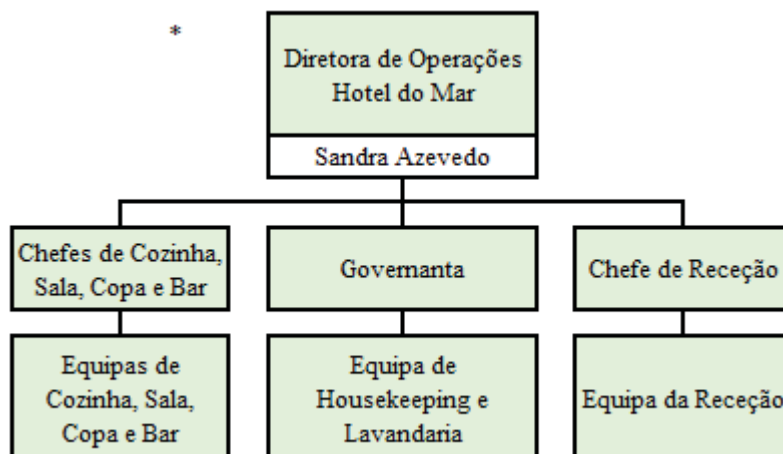 *
Diretora de Operações
Hotel do Mar
Sandra Azevedo
Chefes de Cozinha,
Sala, Copa e Bar
Governanta
Chefe de Receção
Equipas de
Cozinha, Sala,
Copa e Bar
Equipa de
Housekeeping e
Lavandaria
Equipa da Receção